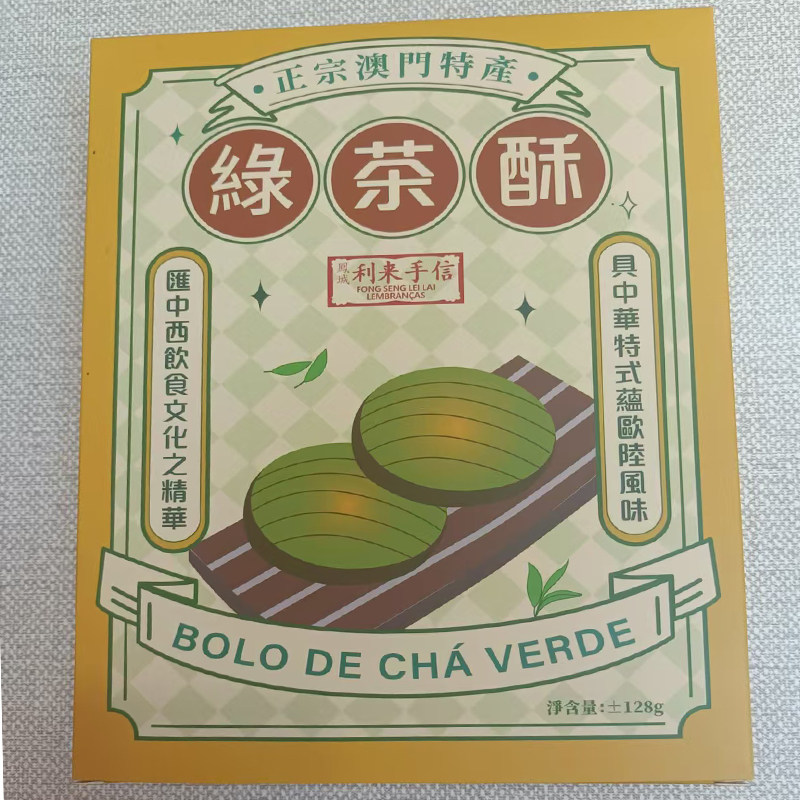 正宗澳門特產
綠茶酥
鳳城
利来手信
FONG SENG LEI LAI
LEMBRANÇAS
匯中西飲食文化之精華
具中華特式蘊歐陸風味
BOLO DE CHÁ VERDE
淨含量:±128g